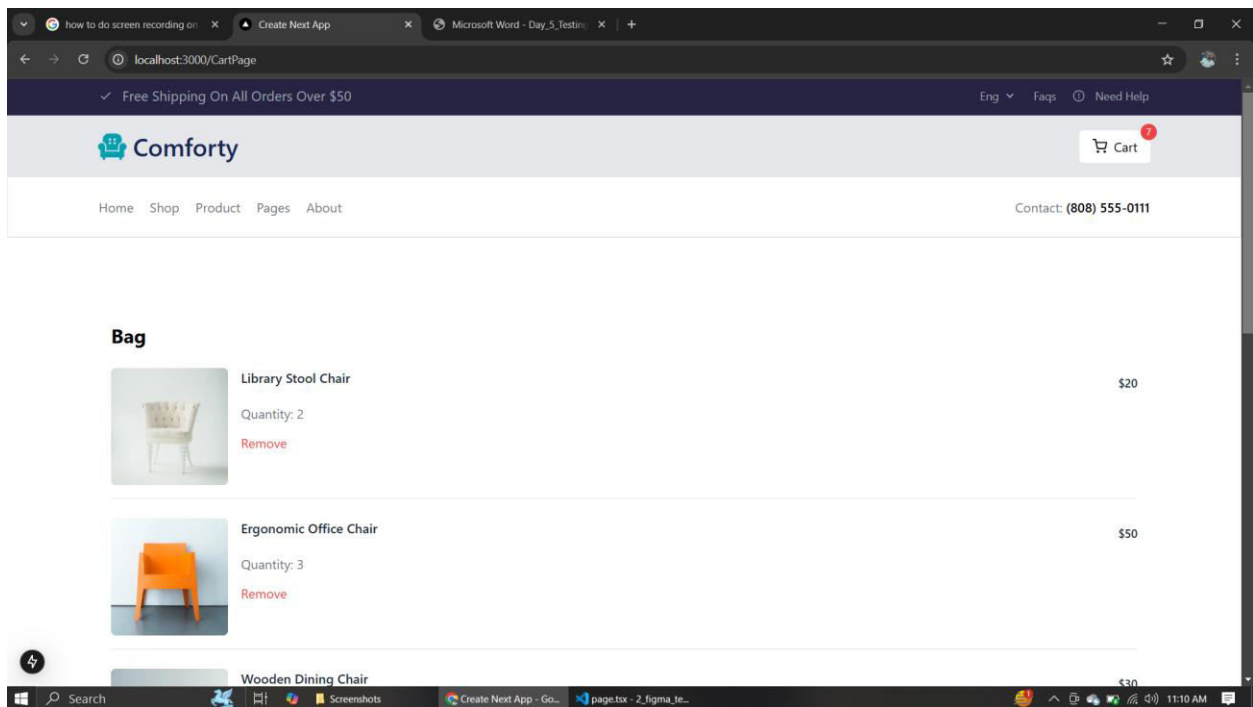 how to do screen recording on
Create Next App
Microsoft Word - Day_5_Testing
localhost:3000/CartPage
Free Shipping On All Orders Over $50
Eng
Faqs
Need Help
Comforty
7
Cart
Home Shop Product Pages About
Contact: (808) 555-0111
Bag
Library Stool Chair
$20
Quantity: 2
Remove
Ergonomic Office Chair
$50
Quantity: 3
Remove
Wooden Dining Chair
$30
Search
Screenshots
Create Next App - Go...
page.tsx - 2_figma_te...
11:10 AM